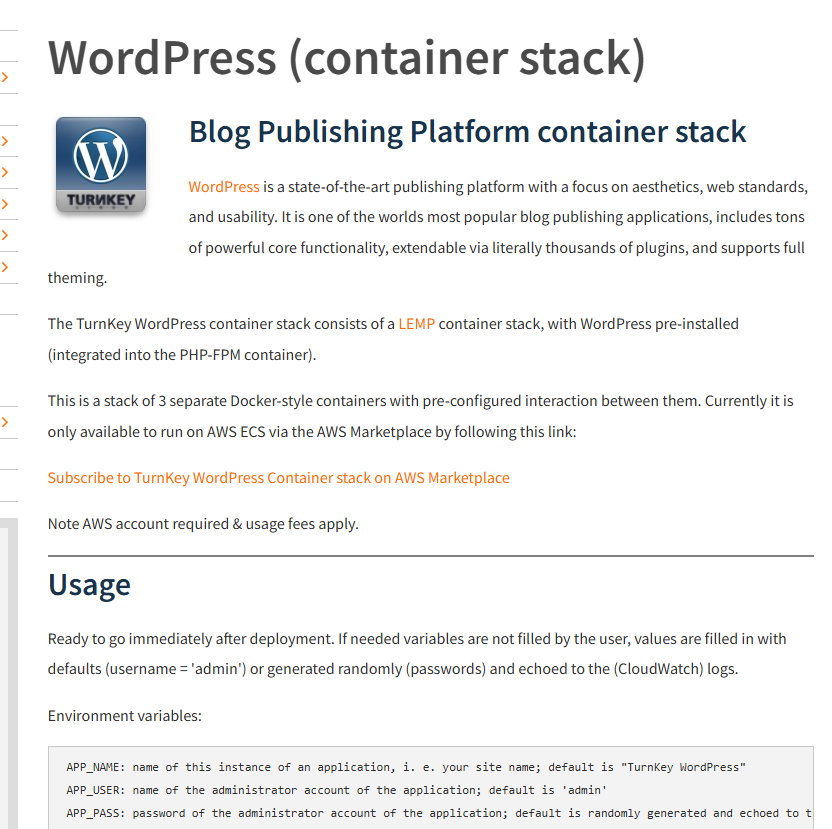 WordPress (container stack)
Blog Publishing Platform container stack
TURNKEY
WordPress is a state-of-the-art publishing platform with a focus on aesthetics, web standards,
and usability. It is one of the worlds most popular blog publishing applications, includes tons
of powerful core functionality, extendable via literally thousands of plugins, and supports full
theming.
The TurnKey WordPress container stack consists of a LEMP container stack, with WordPress pre-installed
(integrated into the PHP-FPM container).
This is a stack of 3 separate Docker-style containers with pre-configured interaction between them. Currently it is
only available to run on AWS ECS via the AWS Marketplace by following this link:
Subscribe to TurnKey WordPress Container stack on AWS Marketplace
Note AWS account required & usage fees apply.
Usage
Ready to go immediately after deployment. If needed variables are not filled by the user, values are filled in with
defaults (username = 'admin') or generated randomly (passwords) and echoed to the (CloudWatch) logs.
Environment variables:
APP_NAME: name of this instance of an application, i. e. your site name; default is "TurnKey WordPress"
APP_USER: name of the administrator account of the application; default is 'admin'
APP_PASS: password of the administrator account of the application; default is randomly generated and echoed to t